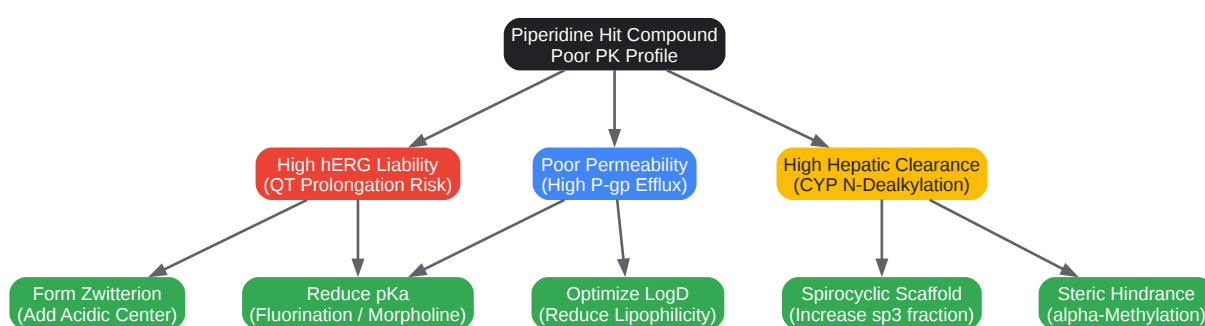 Piperidine Hit Compound
Poor PK Profile
High hERG Liability
(QT Prolongation Risk)
Poor Permeability
(High P-gp Efflux)
High Hepatic Clearance
(CYP N-Dealkylation)
Form Zwitterion
(Add Acidic Center)
Reduce pKa
(Fluorination / Morpholine)
Optimize LogD
(Reduce Lipophilicity)
Spirocyclic Scaffold
(Increase sp3 fraction)
Steric Hindrance
(alpha-Methylation)